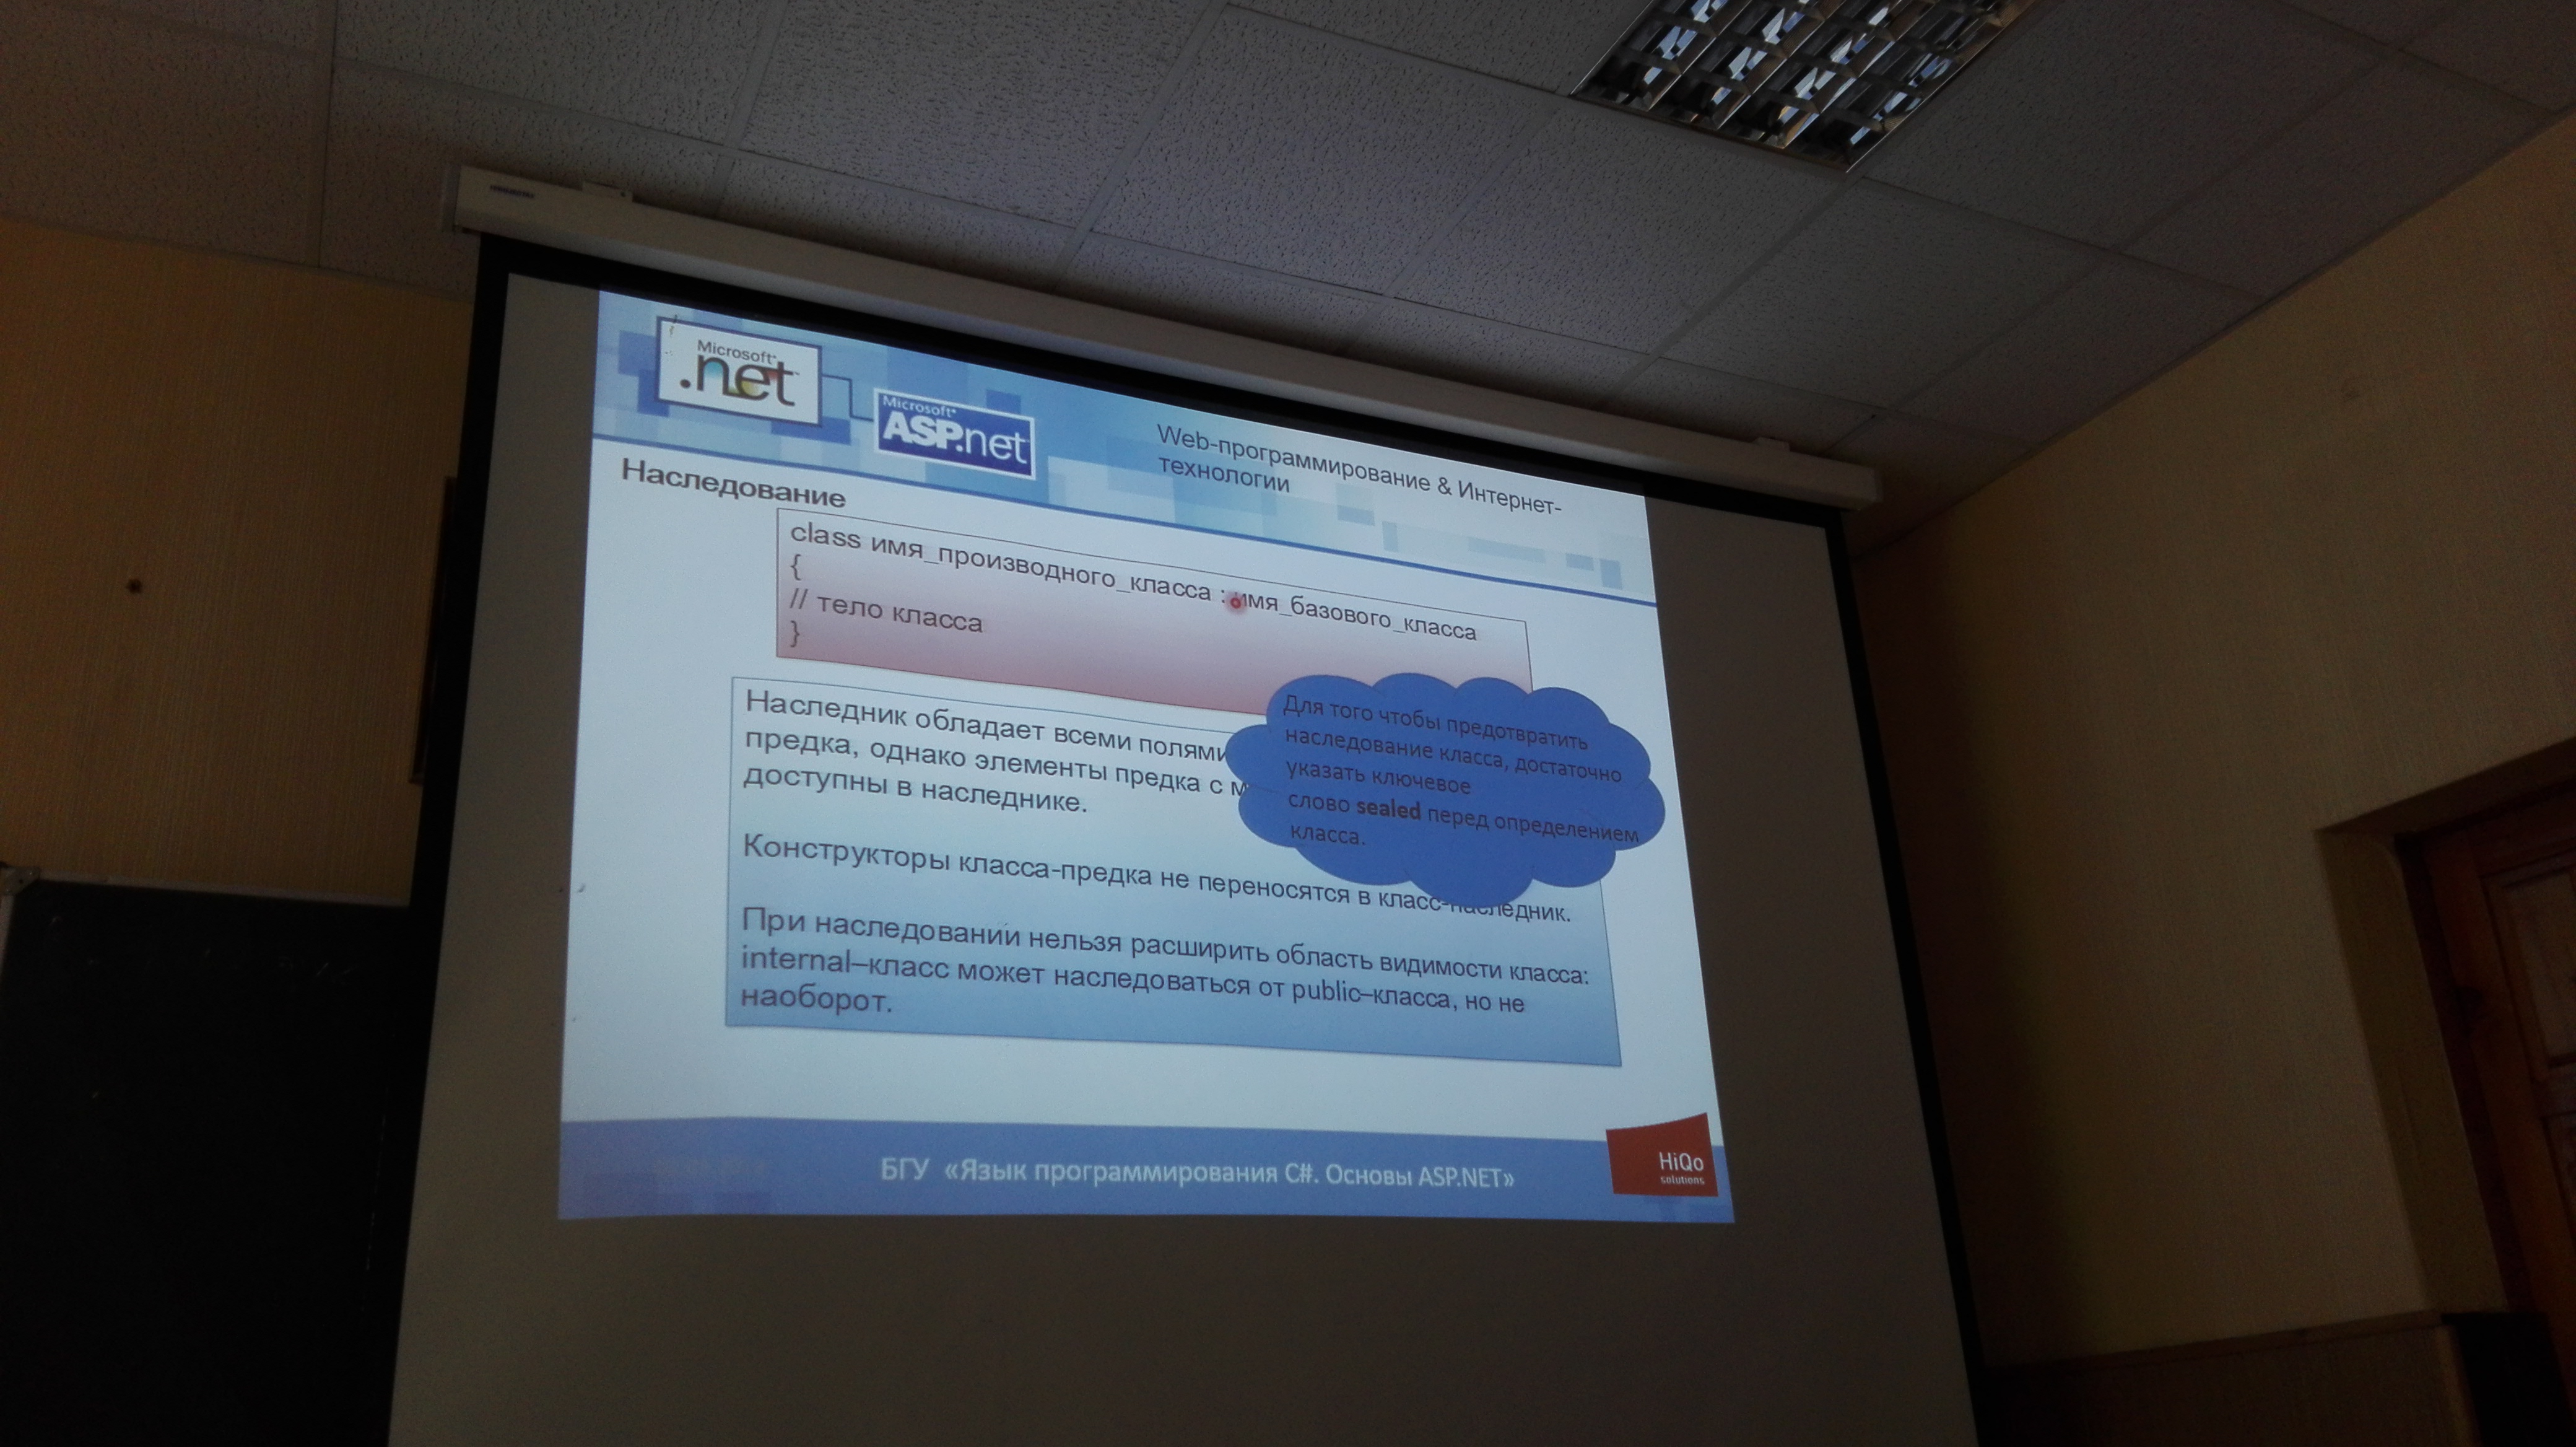 Microsoft
.net
Microsoft
ASP.net
Web-программирование & Интернет-
технологии
Наследование
class имя_производного_класса : имя_базового_класса
{
// тело класса
}
Наследник обладает всеми полями
предка, однако элементы предка с
доступны в наследнике.
Для того чтобы предотвратить
наследование класса, достаточно
указать ключевое
слово sealed перед определением
класса.
Конструкторы класса-предка не переносятся в класс-наследник.
При наследовании нельзя расширить область видимости класса:
internal–класс может наследоваться от public–класса, но не
наоборот.
БГУ «Язык программирования C#. Основы ASP.NET»
HiQo
solutions